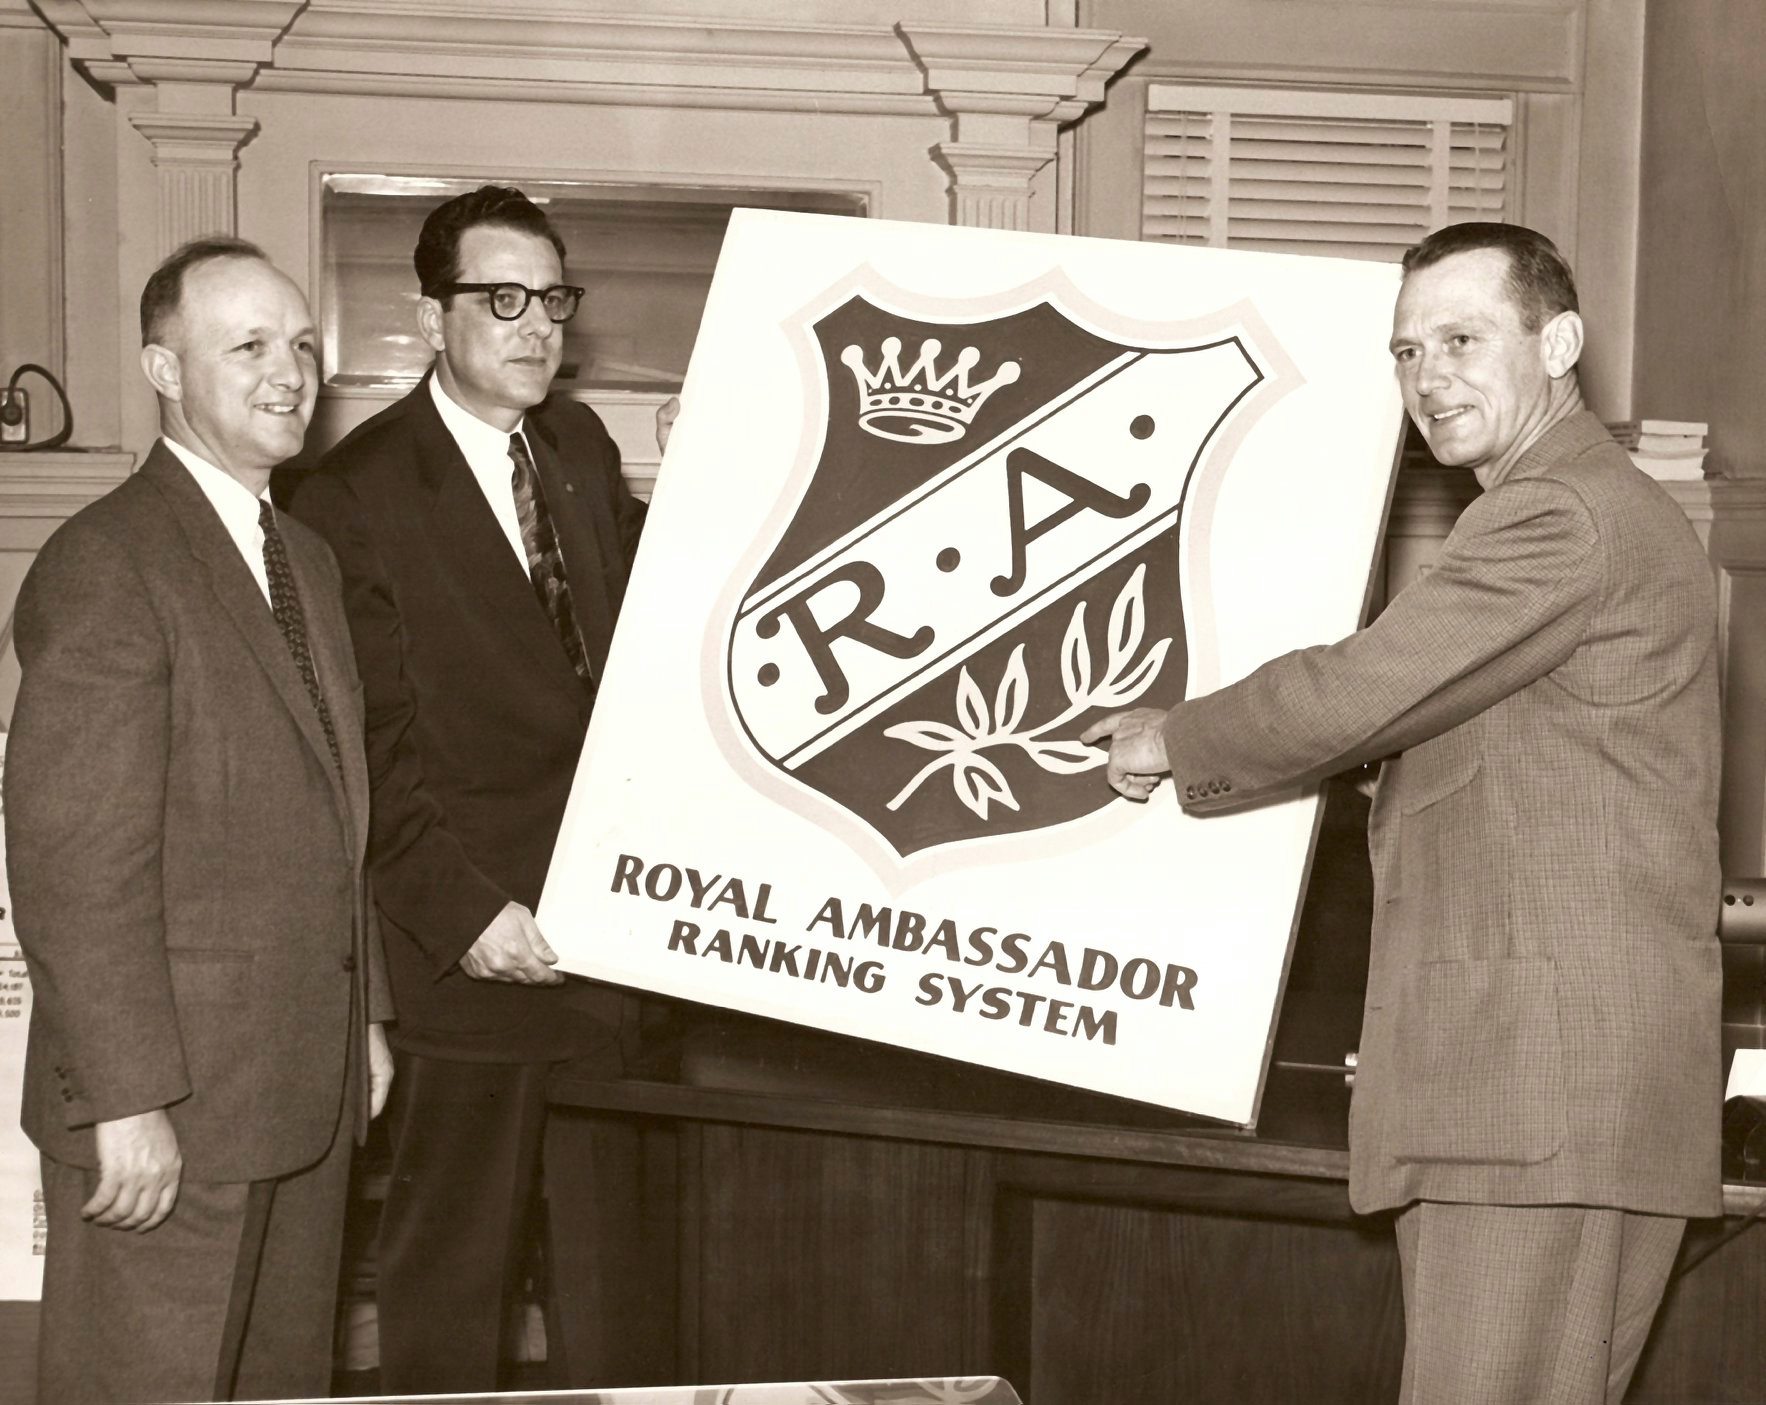 R. A.
ROYAL AMBASSADOR
RANKING SYSTEM